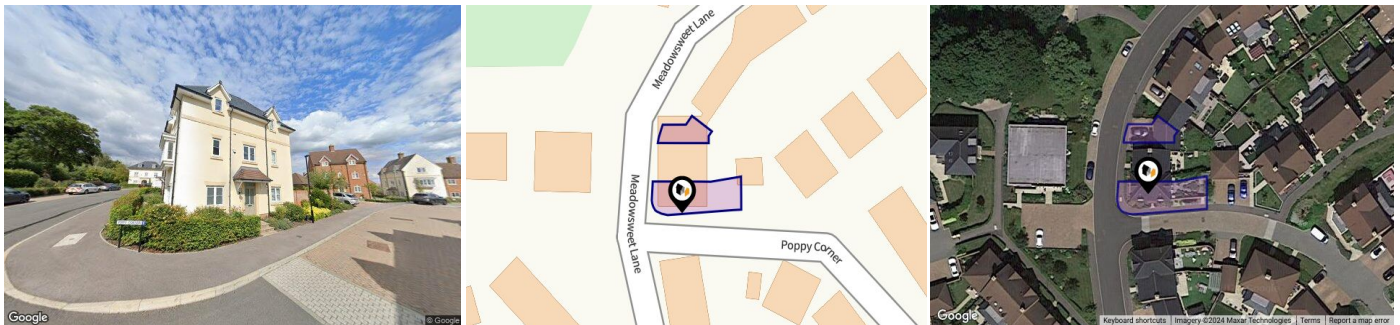 Google
© Google
Meadowsweet Lane
Meadowsweet Lane
Poppy Corner
Google
Keyboard shortcuts
Imagery ©2024 Maxar Technologies
Terms
Report a map error